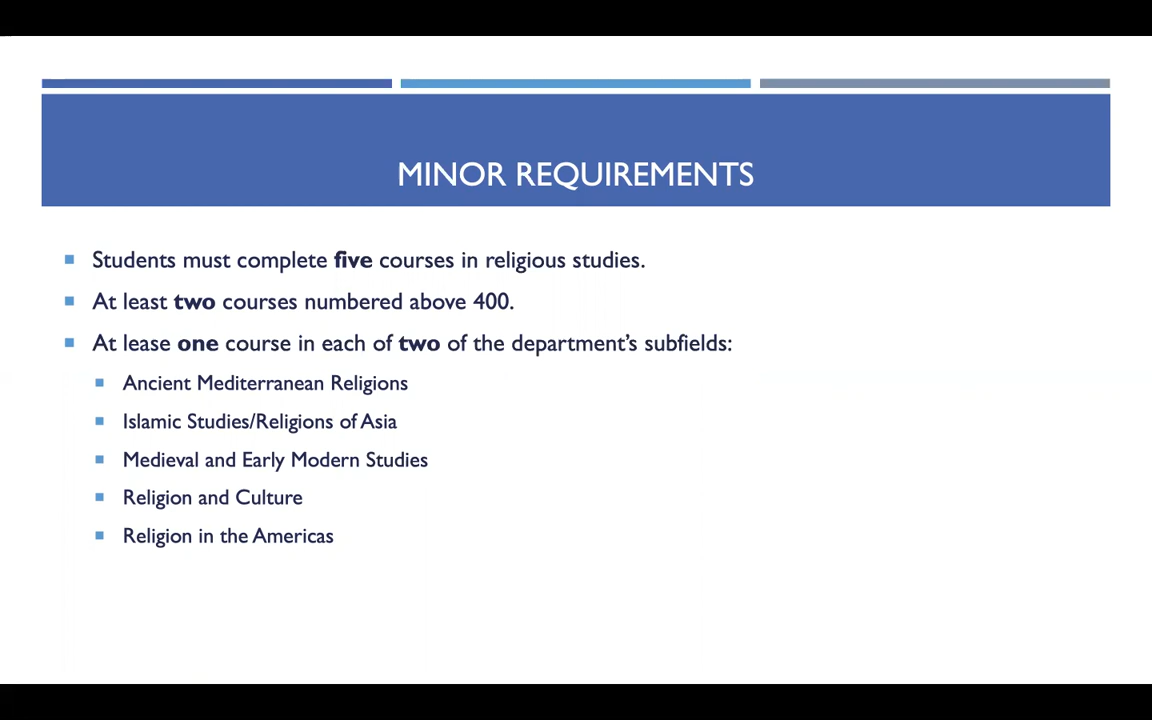 MINOR REQUIREMENTS
Students must complete five courses in religious studies.
At least two courses numbered above 400.
At lease one course in each of two of the department's subfields:
Ancient Mediterranean Religions
Islamic Studies/Religions of Asia
Medieval and Early Modern Studies
Religion and Culture
Religion in the Americas